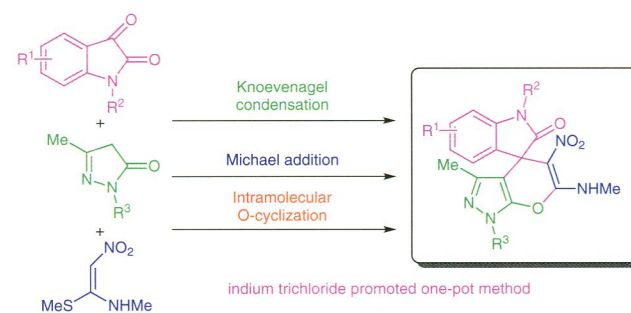 O
R¹
O
N
R²
+
Me
N
N
O
R³
+
NO₂
MeS
NHMe
Knoevenagel
condensation
Michael addition
Intramolecular
O-cyclization
R²
N
R¹
O
NO₂
Me
N
N
O
NHMe
R³
indium trichloride promoted one-pot method